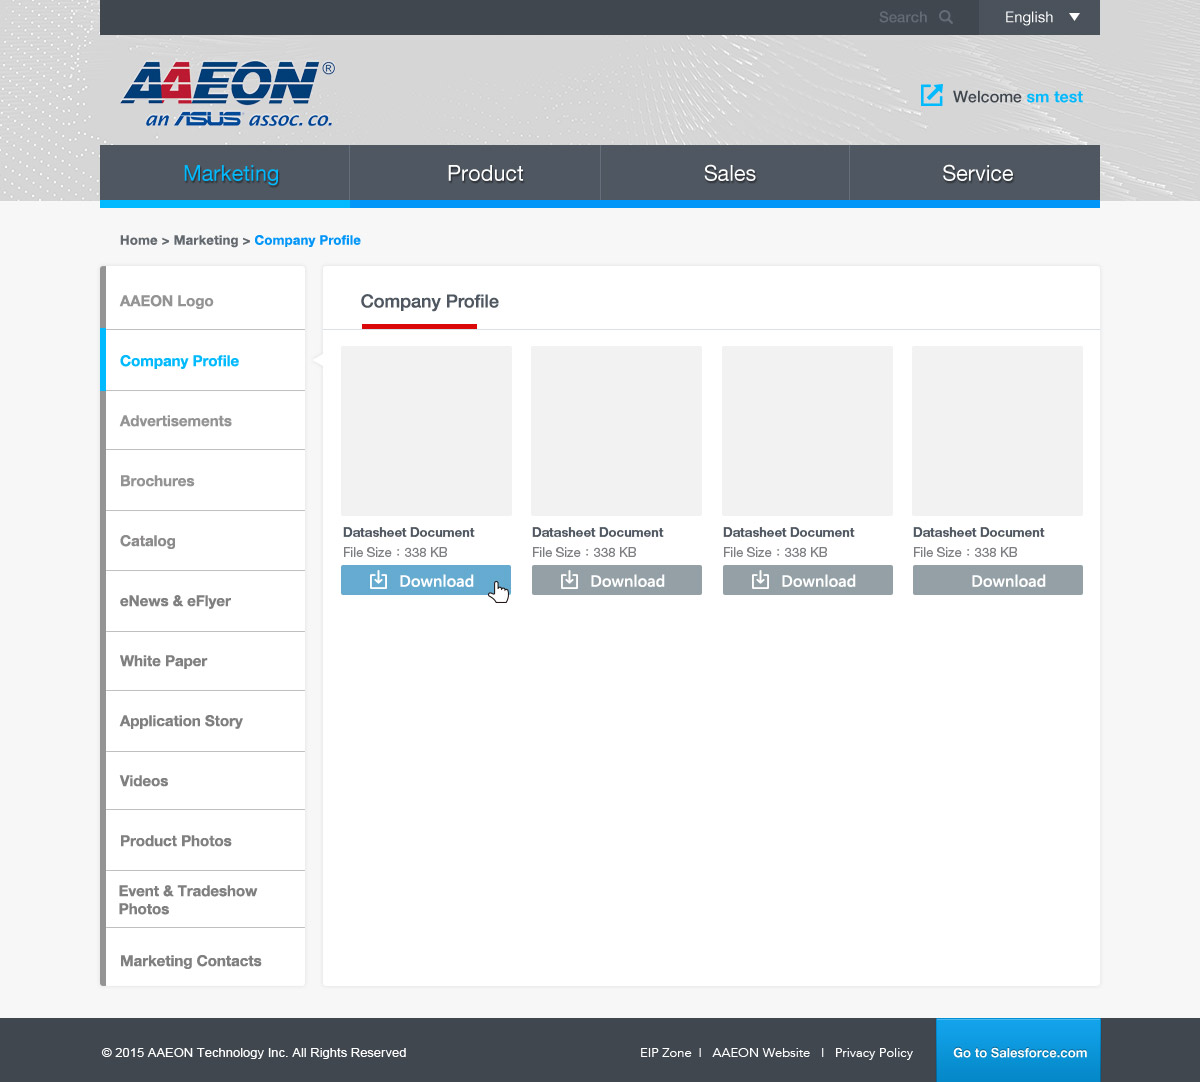 Search
English
AAEON®
an ASUS assoc. co.
Welcome sm test
Marketing
Product
Sales
Service
Home > Marketing > Company Profile
AAEON Logo
Company Profile
Advertisements
Brochures
Catalog
eNews & eFlyer
White Paper
Application Story
Videos
Product Photos
Event & Tradeshow
Photos
Marketing Contacts
Company Profile
Datasheet Document
File Size：338 KB
Download
Datasheet Document
File Size：338 KB
Download
Datasheet Document
File Size：338 KB
Download
Datasheet Document
File Size：338 KB
Download
© 2015 AAEON Technology Inc. All Rights Reserved
EIP Zone | AAEON Website | Privacy Policy
Go to Salesforce.com